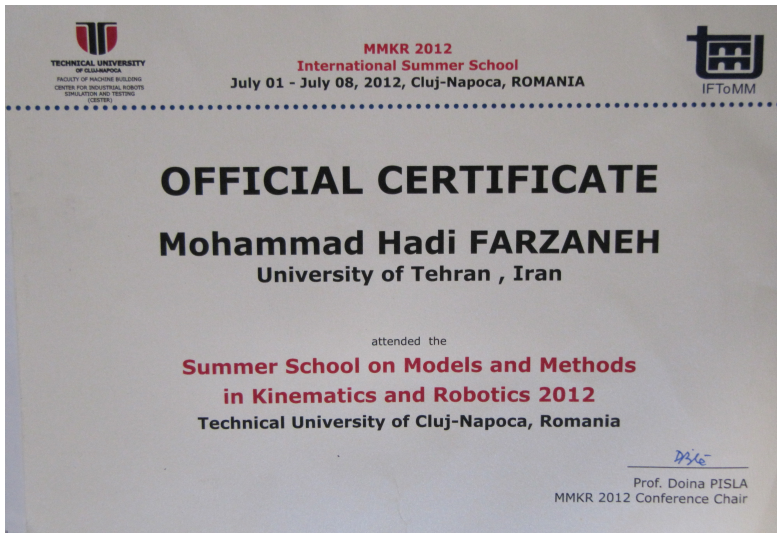 TECHNICAL UNIVERSITY
OF CLUJ-NAPOCA
FACULTY OF MACHINE BUILDING
CENTER FOR INDUSTRIAL ROBOTS
SIMULATION AND TESTING
(CESTER)
MMKR 2012
International Summer School
July 01 - July 08, 2012, Cluj-Napoca, ROMANIA
IFToMM
OFFICIAL CERTIFICATE
Mohammad Hadi FARZANEH
University of Tehran , Iran
attended the
Summer School on Models and Methods
in Kinematics and Robotics 2012
Technical University of Cluj-Napoca, Romania
Prof. Doina PISLA
MMKR 2012 Conference Chair